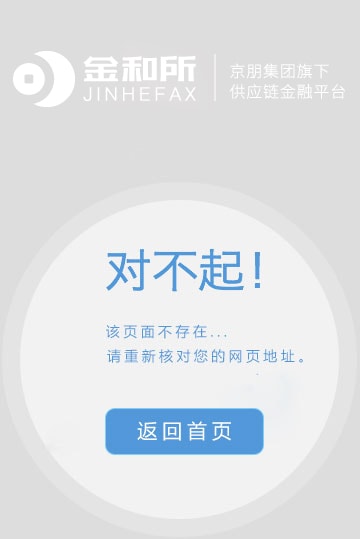 金和所
JINHEFAX
京朋集团旗下
供应链金融平台
对不起！
该页面不存在...
请重新核对您的网页地址。
返回首页